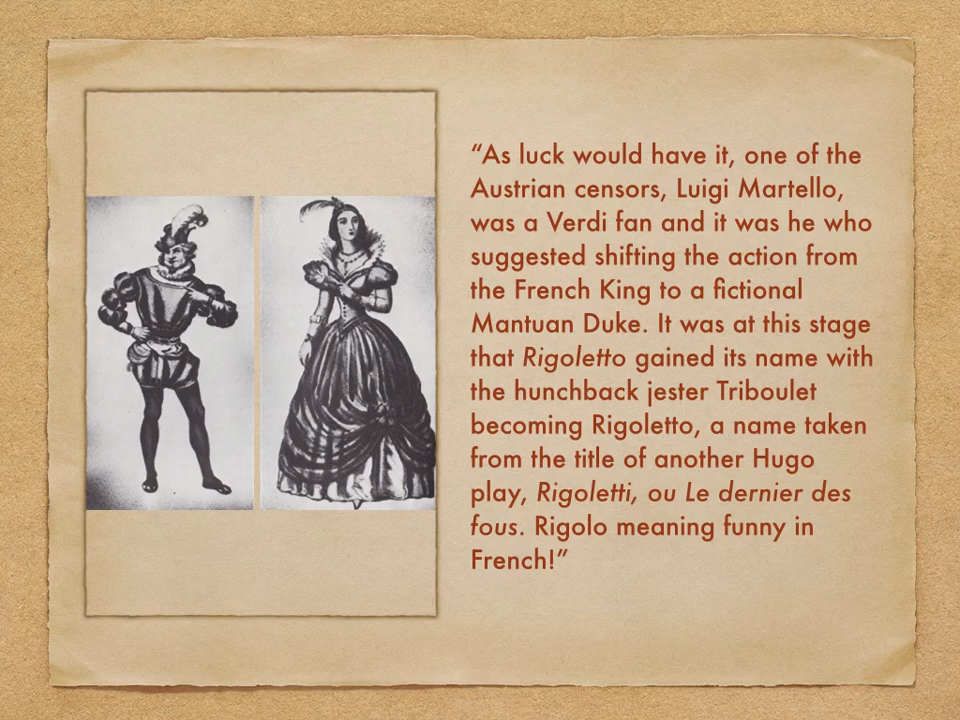 “As luck would have it, one of the
Austrian censors, Luigi Martello,
was a Verdi fan and it was he who
suggested shifting the action from
the French King to a fictional
Mantuan Duke. It was at this stage
that Rigoletto gained its name with
the hunchback jester Triboulet
becoming Rigoletto, a name taken
from the title of another Hugo
play, Rigoletti, ou Le dernier des
fous. Rigolo meaning funny in
French!”